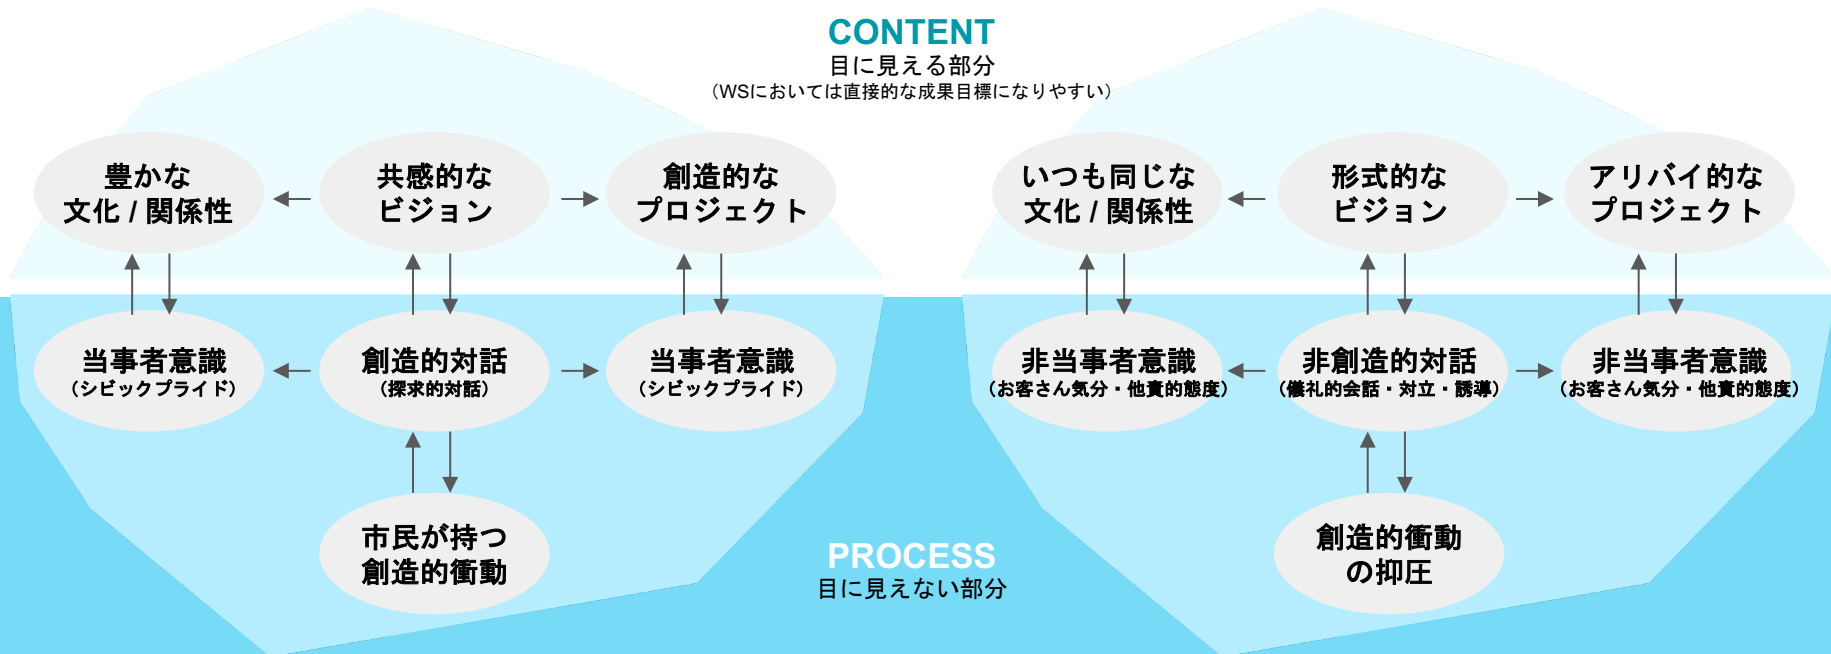 CONTENT
目に見える部分
（WSにおいては直接的な成果目標になりやすい）
豊かな
文化 / 関係性
共感的な
ビジョン
創造的な
プロジェクト
当事者意識
（シビックプライド）
創造的対話
（探求的対話）
当事者意識
（シビックプライド）
市民が持つ
創造的衝動
いつも同じな
文化 / 関係性
形式的な
ビジョン
アリバイ的な
プロジェクト
非当事者意識
（お客さん気分・他責的態度）
非創造的対話
（儀礼的会話・対立・誘導）
非当事者意識
（お客さん気分・他責的態度）
創造的衝動
の抑圧
PROCESS
目に見えない部分